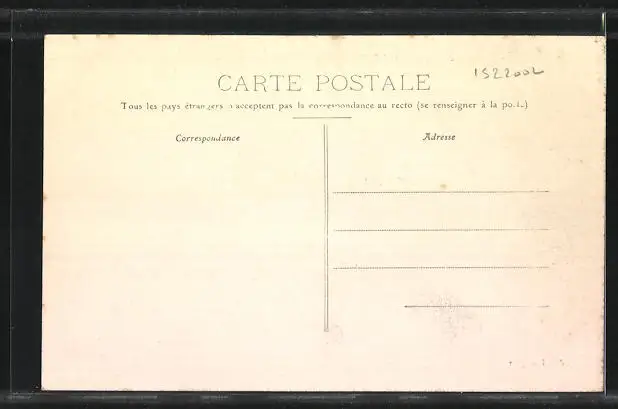 1522002
CARTE POSTALE
Tous les pays étrangers n'acceptent pas la correspondance au recto (se renseigner à la poste)
Correspondance
Adresse